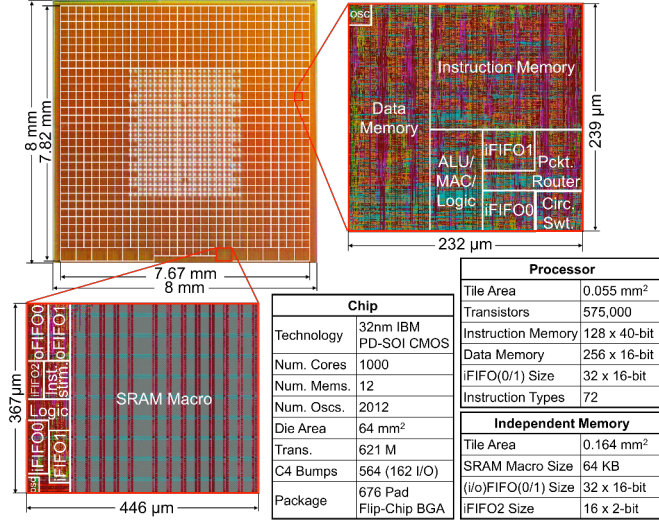 8 mm
7.82 mm
7.67 mm
8 mm
osc
Instruction Memory
Data
Memory
ALU/
MAC/
Logic
iFIFO1
Pckt.
Router
iFIFO0
Circ.
Swt.
239 µm
232 µm
oFIFO0
oFIFO1
iFIFO2
Inst.
strm.
Logic
iFIFO0
iFIFO1
osc
SRAM Macro
367µm
446 µm
Chip
Technology 32nm IBM
PD-SOI CMOS
Num. Cores 1000
Num. Mems. 12
Num. Oscs. 2012
Die Area 64 mm²
Trans. 621 M
C4 Bumps 564 (162 I/O)
Package 676 Pad
Flip-Chip BGA
Processor
Tile Area 0.055 mm²
Transistors 575,000
Instruction Memory 128 x 40-bit
Data Memory 256 x 16-bit
iFIFO(0/1) Size 32 x 16-bit
Instruction Types 72
Independent Memory
Tile Area 0.164 mm²
SRAM Macro Size 64 KB
(i/o)FIFO(0/1) Size 32 x 16-bit
iFIFO2 Size 16 x 2-bit